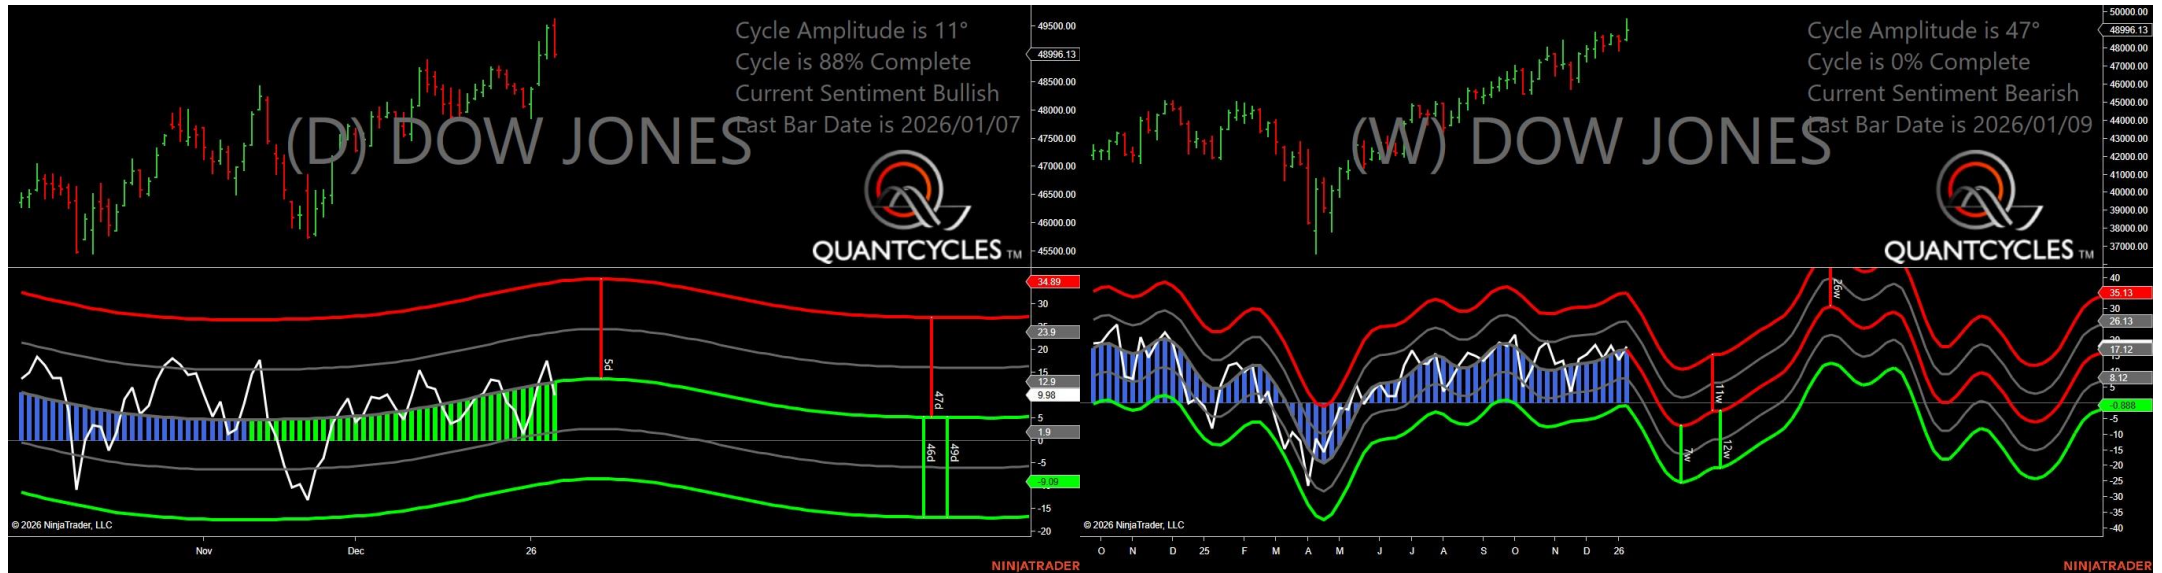 Cycle Amplitude is 11°
Cycle is 88% Complete
Current Sentiment Bullish
Last Bar Date is 2026/01/07
(D) DOW JONES
QUANTCYCLES TM
49500.00
48996.13
48500.00
48000.00
47500.00
47000.00
46500.00
46000.00
45500.00
34.89
30
23.9
20
15
12.9
9.98
5
1.9
0
-5
-9.09
-15
-20
5d
47d
46d
49d
© 2026 NinjaTrader, LLC
Nov
Dec
26
NINJATRADER
Cycle Amplitude is 47°
Cycle is 0% Complete
Current Sentiment Bearish
Last Bar Date is 2026/01/09
(W) DOW JONES
QUANTCYCLES TM
50000.00
48996.13
48000.00
47000.00
46000.00
45000.00
44000.00
43000.00
42000.00
41000.00
40000.00
39000.00
38000.00
37000.00
40
35.13
30
26.13
20
17.12
8.12
5
-0.888
-5
-10
-15
-20
-25
-30
-35
-40
26w
11w
7w
12w
© 2026 NinjaTrader, LLC
O N D 25 F M A M J J A S O N D 26
NINJATRADER